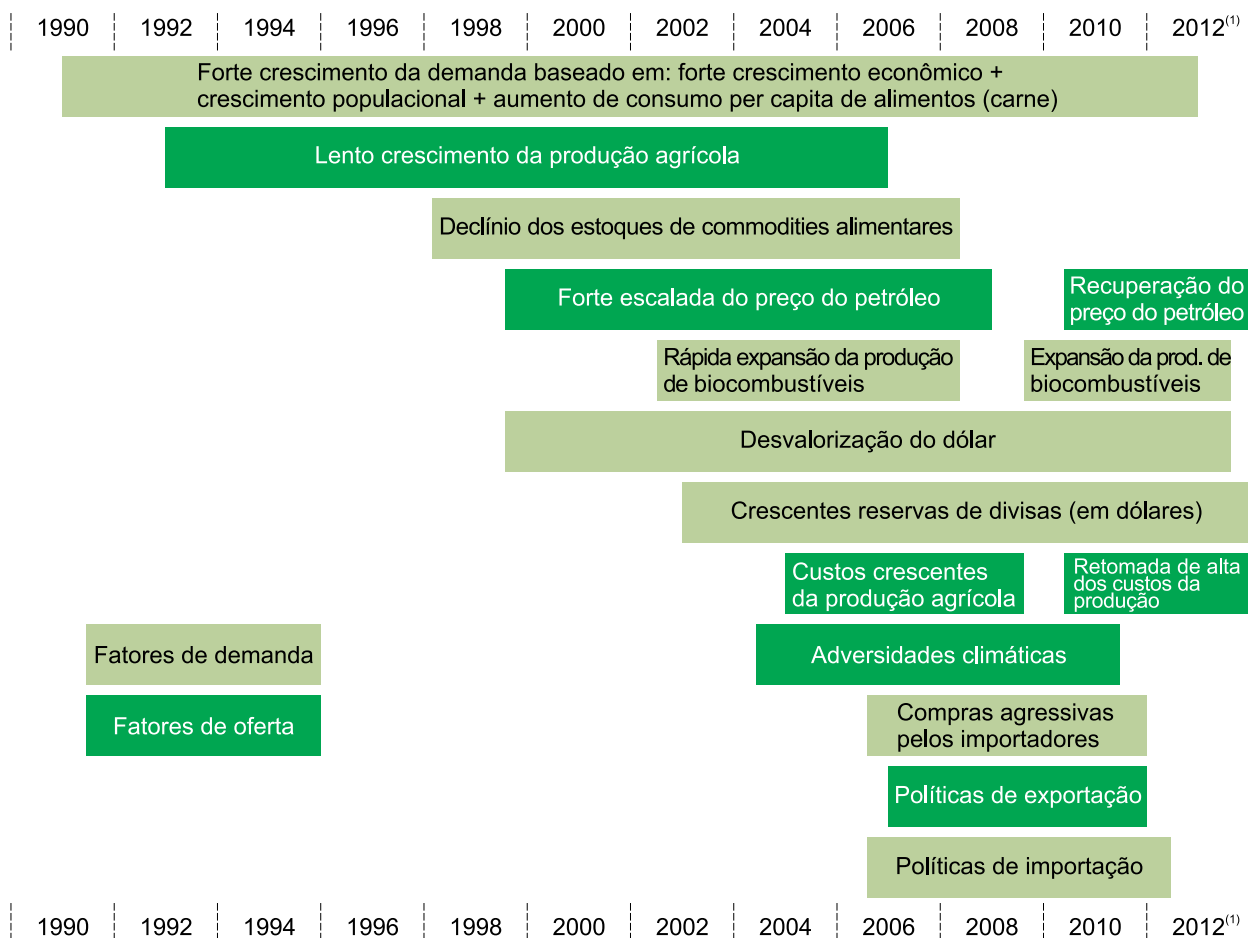 1990 1992 1994 1996 1998 2000 2002 2004 2006 2008 2010 2012(1)
Forte crescimento da demanda baseado em: forte crescimento econômico +
crescimento populacional + aumento de consumo per capita de alimentos (carne)
Lento crescimento da produção agrícola
Declínio dos estoques de commodities alimentares
Forte escalada do preço do petróleo
Recuperação do
preço do petróleo
Rápida expansão da produção
de biocombustíveis
Expansão da prod. de
biocombustíveis
Desvalorização do dólar
Crescentes reservas de divisas (em dólares)
Custos crescentes
da produção agrícola
Retomada de alta
dos custos da
produção
Fatores de demanda
Adversidades climáticas
Fatores de oferta
Compras agressivas
pelos importadores
Políticas de exportação
Políticas de importação
1990 1992 1994 1996 1998 2000 2002 2004 2006 2008 2010 2012(1)